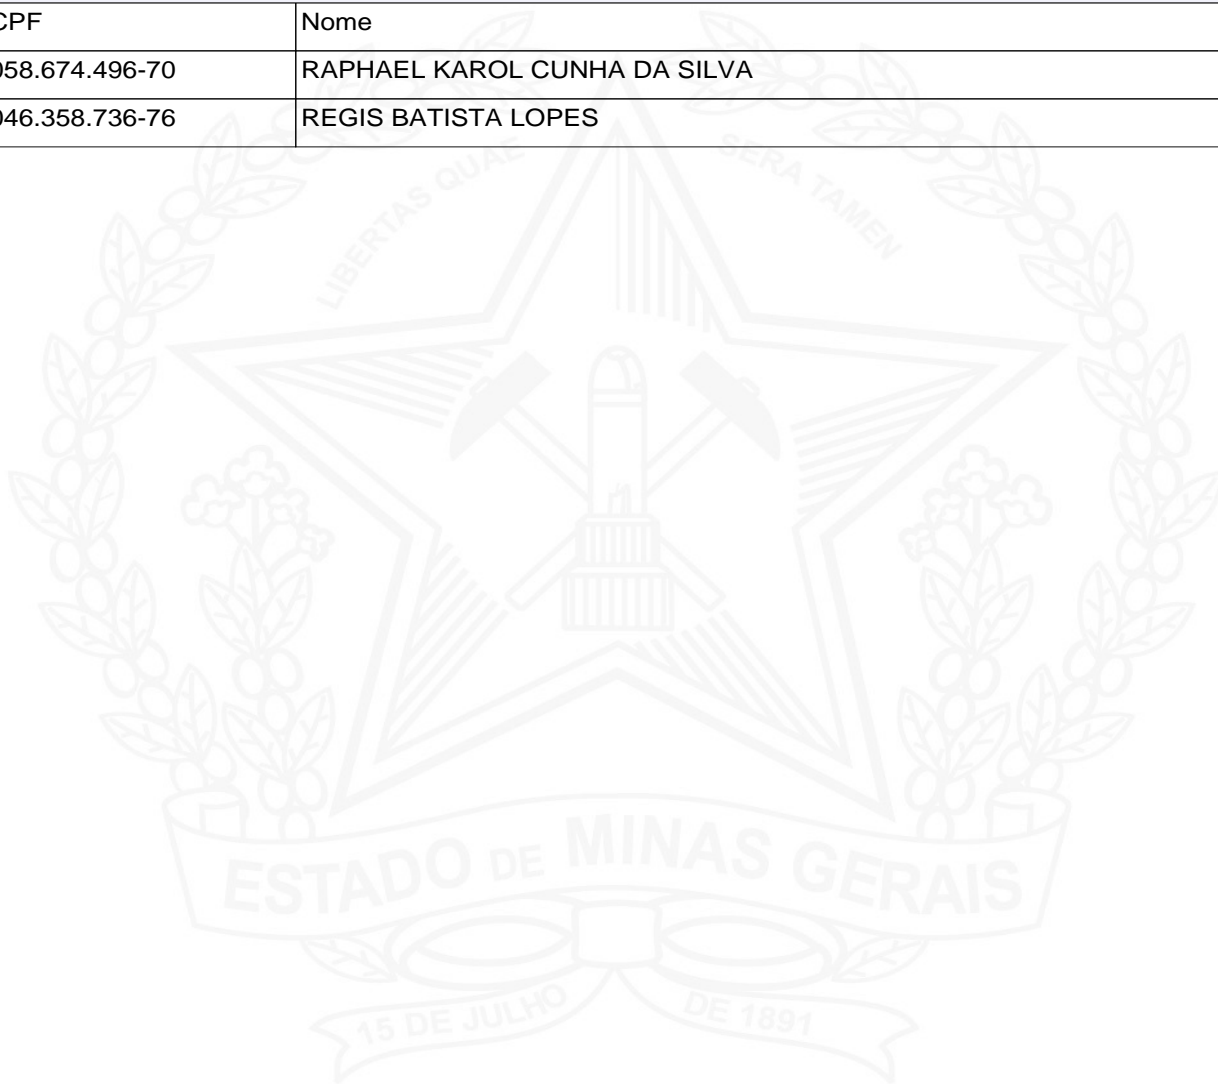 CPF Nome
058.674.496-70 RAPHAEL KAROL CUNHA DA SILVA
046.358.736-76 REGIS BATISTA LOPES
LIBERTAS QUAE SERA TAMEN
ESTADO DE MINAS GERAIS
15 DE JULHO DE 1891